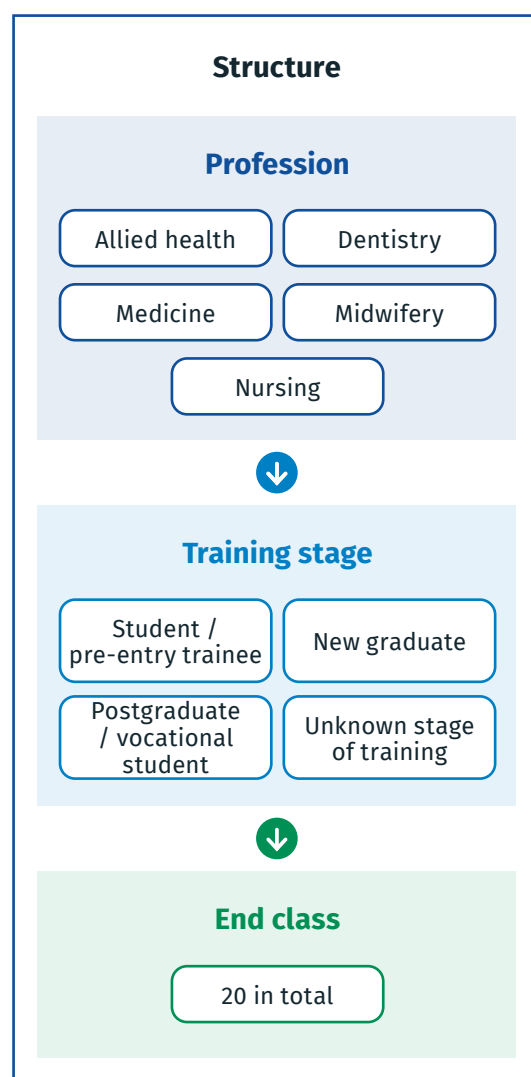 Structure
Profession
Allied health
Dentistry
Medicine
Midwifery
Nursing
Training stage
Student /
pre-entry trainee
New graduate
Postgraduate
/ vocational
student
Unknown stage
of training
End class
20 in total